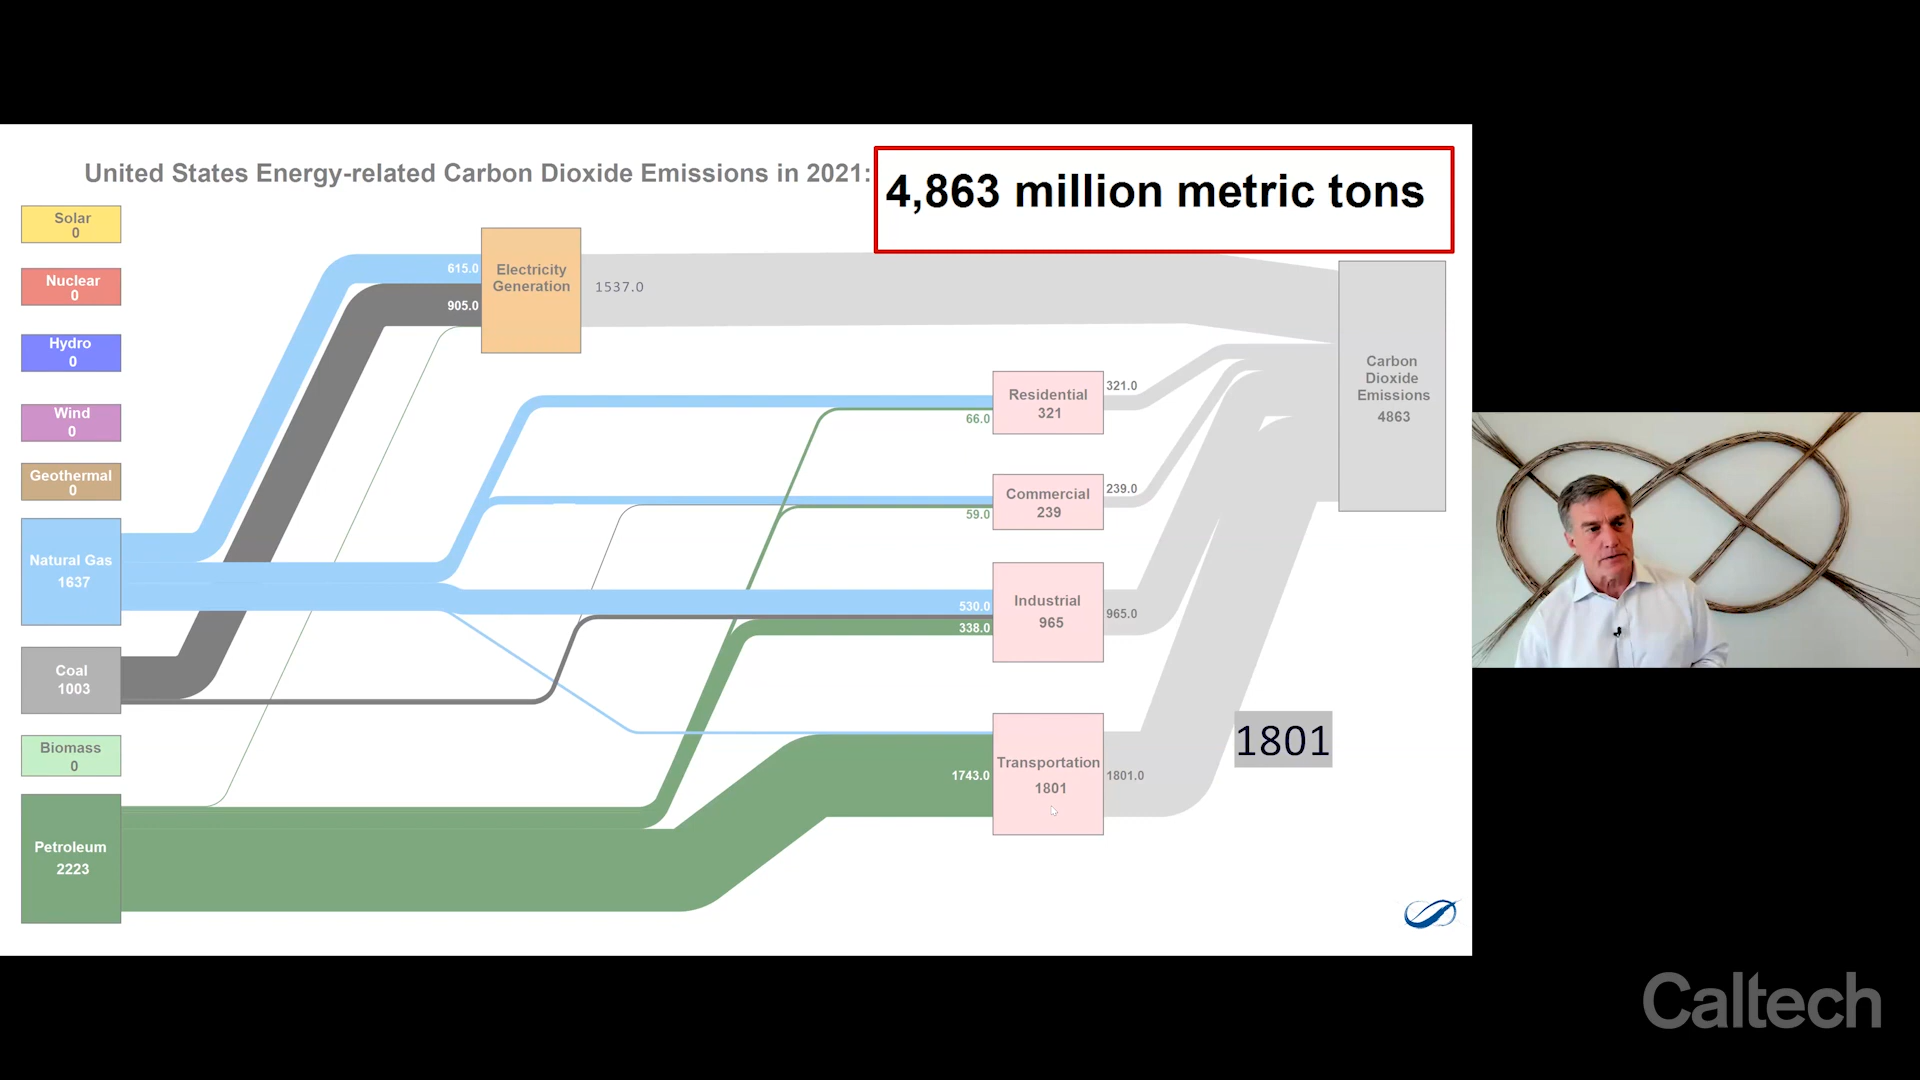 United States Energy-related Carbon Dioxide Emissions in 2021:
4,863 million metric tons
Solar
0
Nuclear
0
Hydro
0
Wind
0
Geothermal
0
Natural Gas
1637
Coal
1003
Biomass
0
Petroleum
2223
615.0
905.0
Electricity
Generation
1537.0
66.0
Residential
321
321.0
59.0
Commercial
239
239.0
530.0
338.0
Industrial
965
965.0
1743.0
Transportation
1801
1801.0
1801
Carbon
Dioxide
Emissions
4863
Caltech